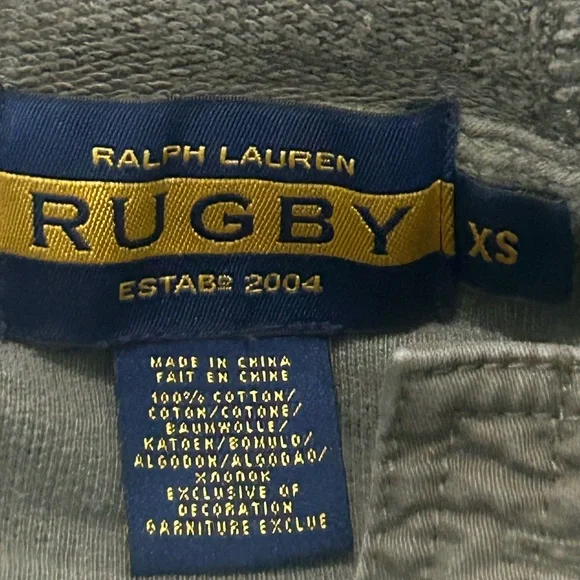 RALPH LAUREN
RUGBY
ESTABD 2004
XS
MADE IN CHINA
FAIT EN CHINE
100% COTTON/
COTON/COTONE/
BAUMWOLLE/
KATOEN/BOMULD/
ALGODON/ALGODAO/
ХЛОПОК
EXCLUSIVE OF
DECORATION
GARNITURE EXCLUE